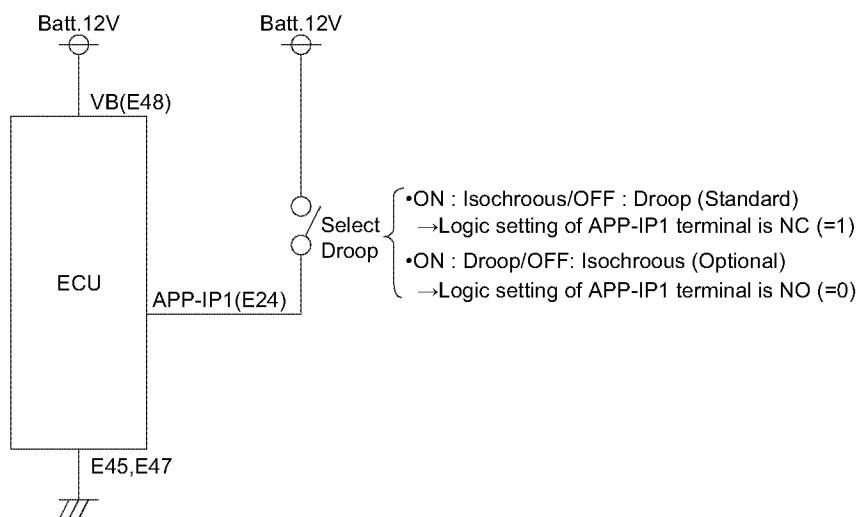 Batt.12V
Batt.12V
VB(E48)
•ON : Isochroous/OFF : Droop (Standard)
→Logic setting of APP-IP1 terminal is NC (=1)
Select
Droop
•ON : Droop/OFF: Isochroous (Optional)
→Logic setting of APP-IP1 terminal is NO (=0)
ECU
APP-IP1(E24)
E45,E47